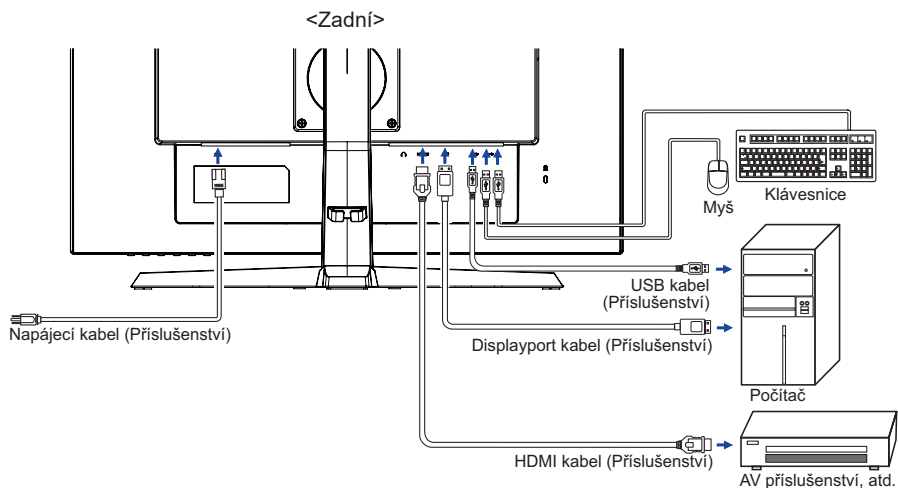 <Zadní>
Klávesnice
Myš
USB kabel
(Příslušenství)
Napájecí kabel (Příslušenství)
Displayport kabel (Příslušenství)
Počítač
HDMI kabel (Příslušenství)
AV příslušenství, atd.